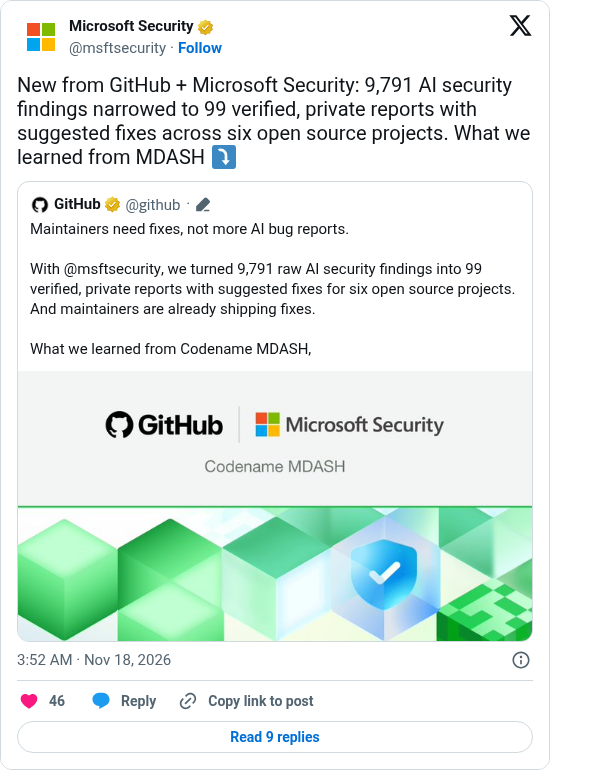 Microsoft Security
@msftsecurity · Follow
New from GitHub + Microsoft Security: 9,791 AI security
findings narrowed to 99 verified, private reports with
suggested fixes across six open source projects. What we
learned from MDASH ⤵️
GitHub @github ·
Maintainers need fixes, not more AI bug reports.
With @msftsecurity, we turned 9,791 raw AI security findings into 99
verified, private reports with suggested fixes for six open source projects.
And maintainers are already shipping fixes.
What we learned from Codename MDASH,
GitHub | Microsoft Security
Codename MDASH
3:52 AM · Nov 18, 2026
46 Reply Copy link to post
Read 9 replies